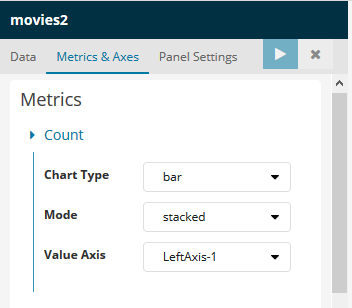 movies2
Data Metrics & Axes Panel Settings
Metrics
Count
Chart Type bar
Mode stacked
Value Axis LeftAxis-1